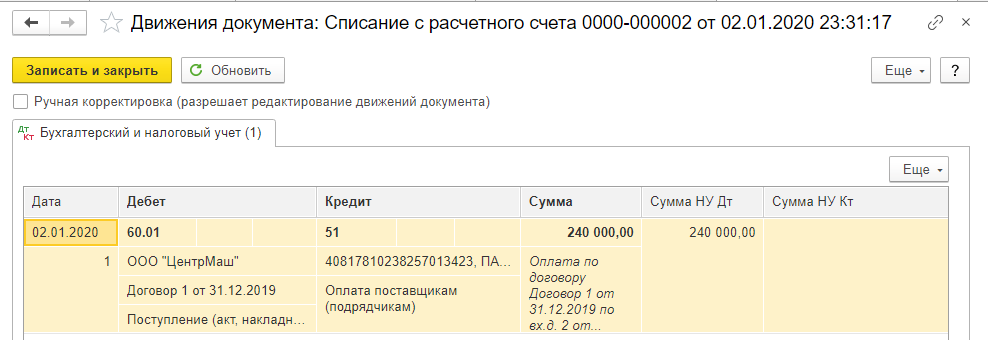 Движения документа: Списание с расчетного счета 0000-000002 от 02.01.2020 23:31:17
Записать и закрыть
Обновить
Еще
?
Ручная корректировка (разрешает редактирование движений документа)
Дт
Кт
Бухгалтерский и налоговый учет (1)
Еще
Дата Дебет Кредит Сумма Сумма НУ Дт Сумма НУ Кт
02.01.2020 60.01 51 240 000,00 240 000,00
1 ООО "ЦентрМаш" 40817810238257013423, ПА... Оплата по
договору
Договор 1 от 31.12.2019 Оплата поставщикам Договор 1 от
(подрядчикам) 31.12.2019 по
Поступление (акт, накладн... вх.д. 2 от...